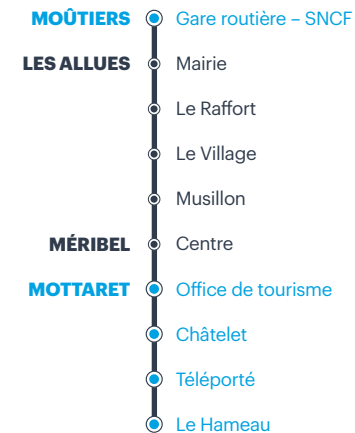 MOÛTIERS Gare routière – SNCF
LES ALLUES Mairie
Le Raffort
Le Village
Musillon
MÉRIBEL Centre
MOTTARET Office de tourisme
Châtelet
Téléporté
Le Hameau